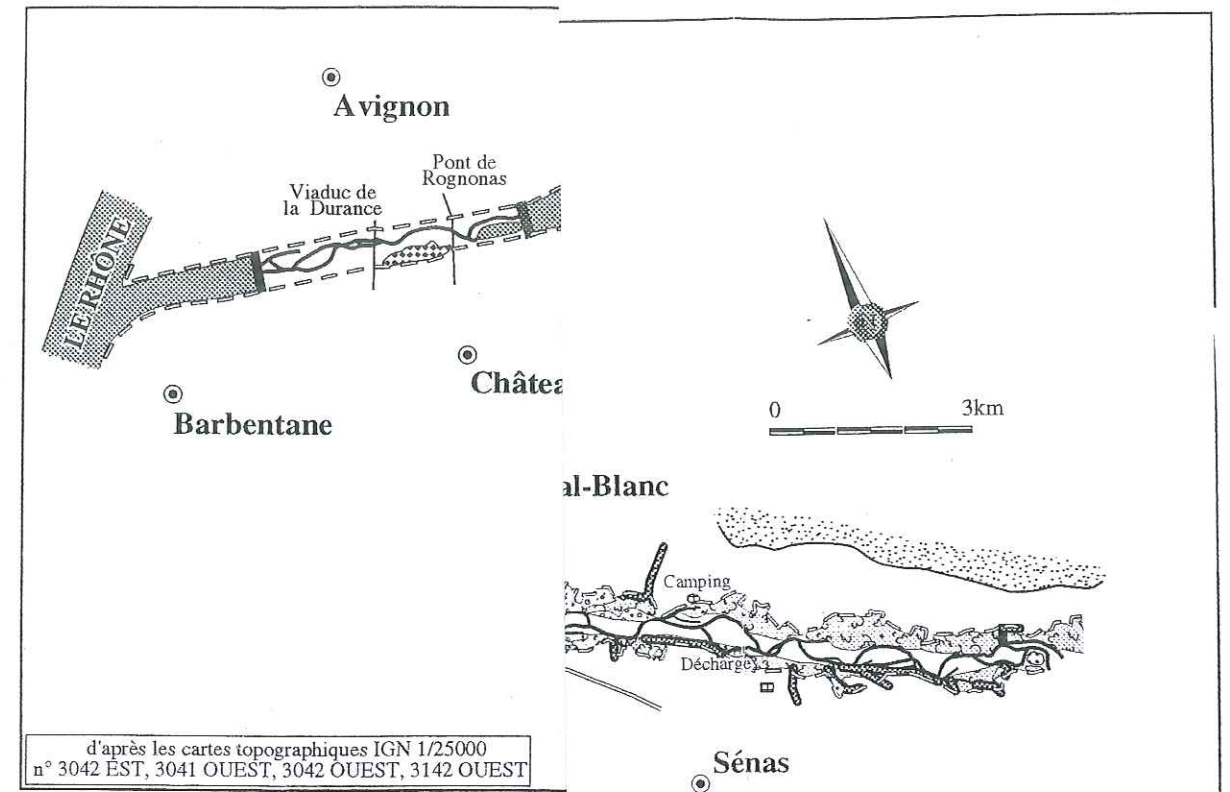 Avignon
Pont de
Rognonas
Viaduc de
la Durance
LE RHÔNE
Châtea
Barbentane
0 3km
al-Blanc
Camping
Décharge
Sénas
d'après les cartes topographiques IGN 1/25000
n° 3042 EST, 3041 OUEST, 3042 OUEST, 3142 OUEST